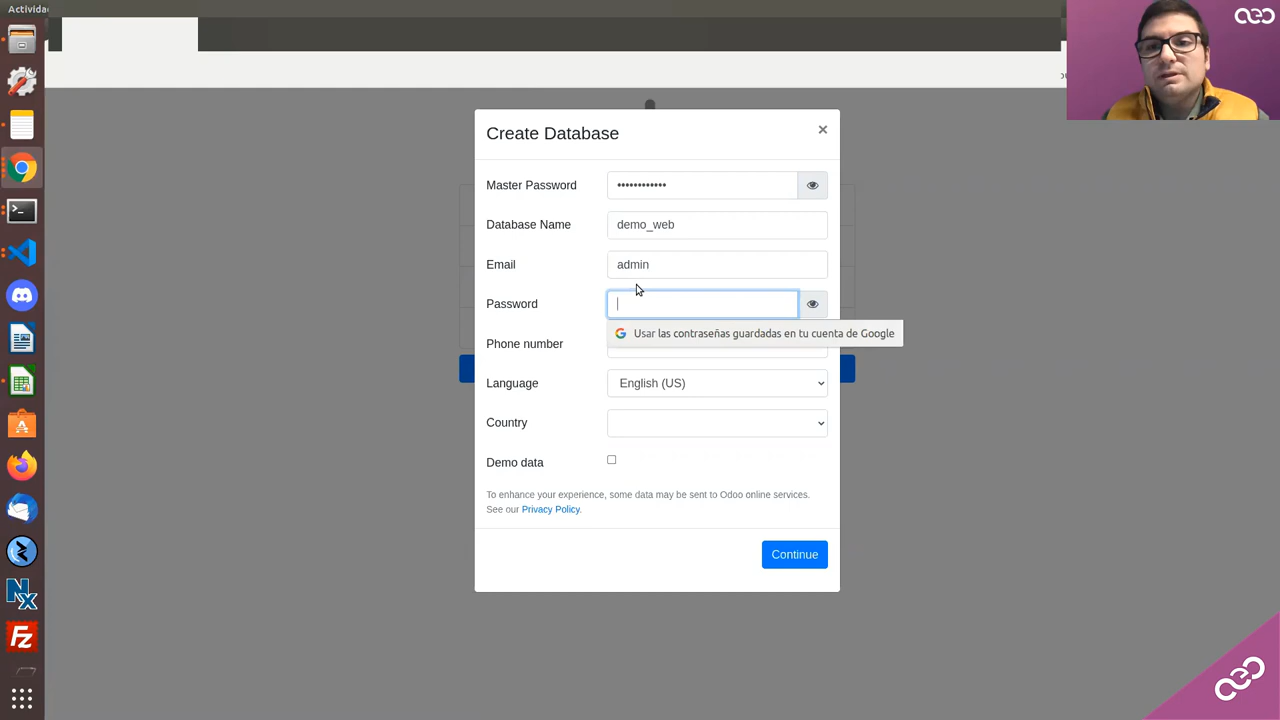 Actividad
Create Database
×
Master Password
••••••••••••
Database Name
demo_web
Email
admin
Password
Usar las contraseñas guardadas en tu cuenta de Google
Phone number
Language
English (US)
Country
Demo data
To enhance your experience, some data may be sent to Odoo online services.
See our Privacy Policy.
Continue